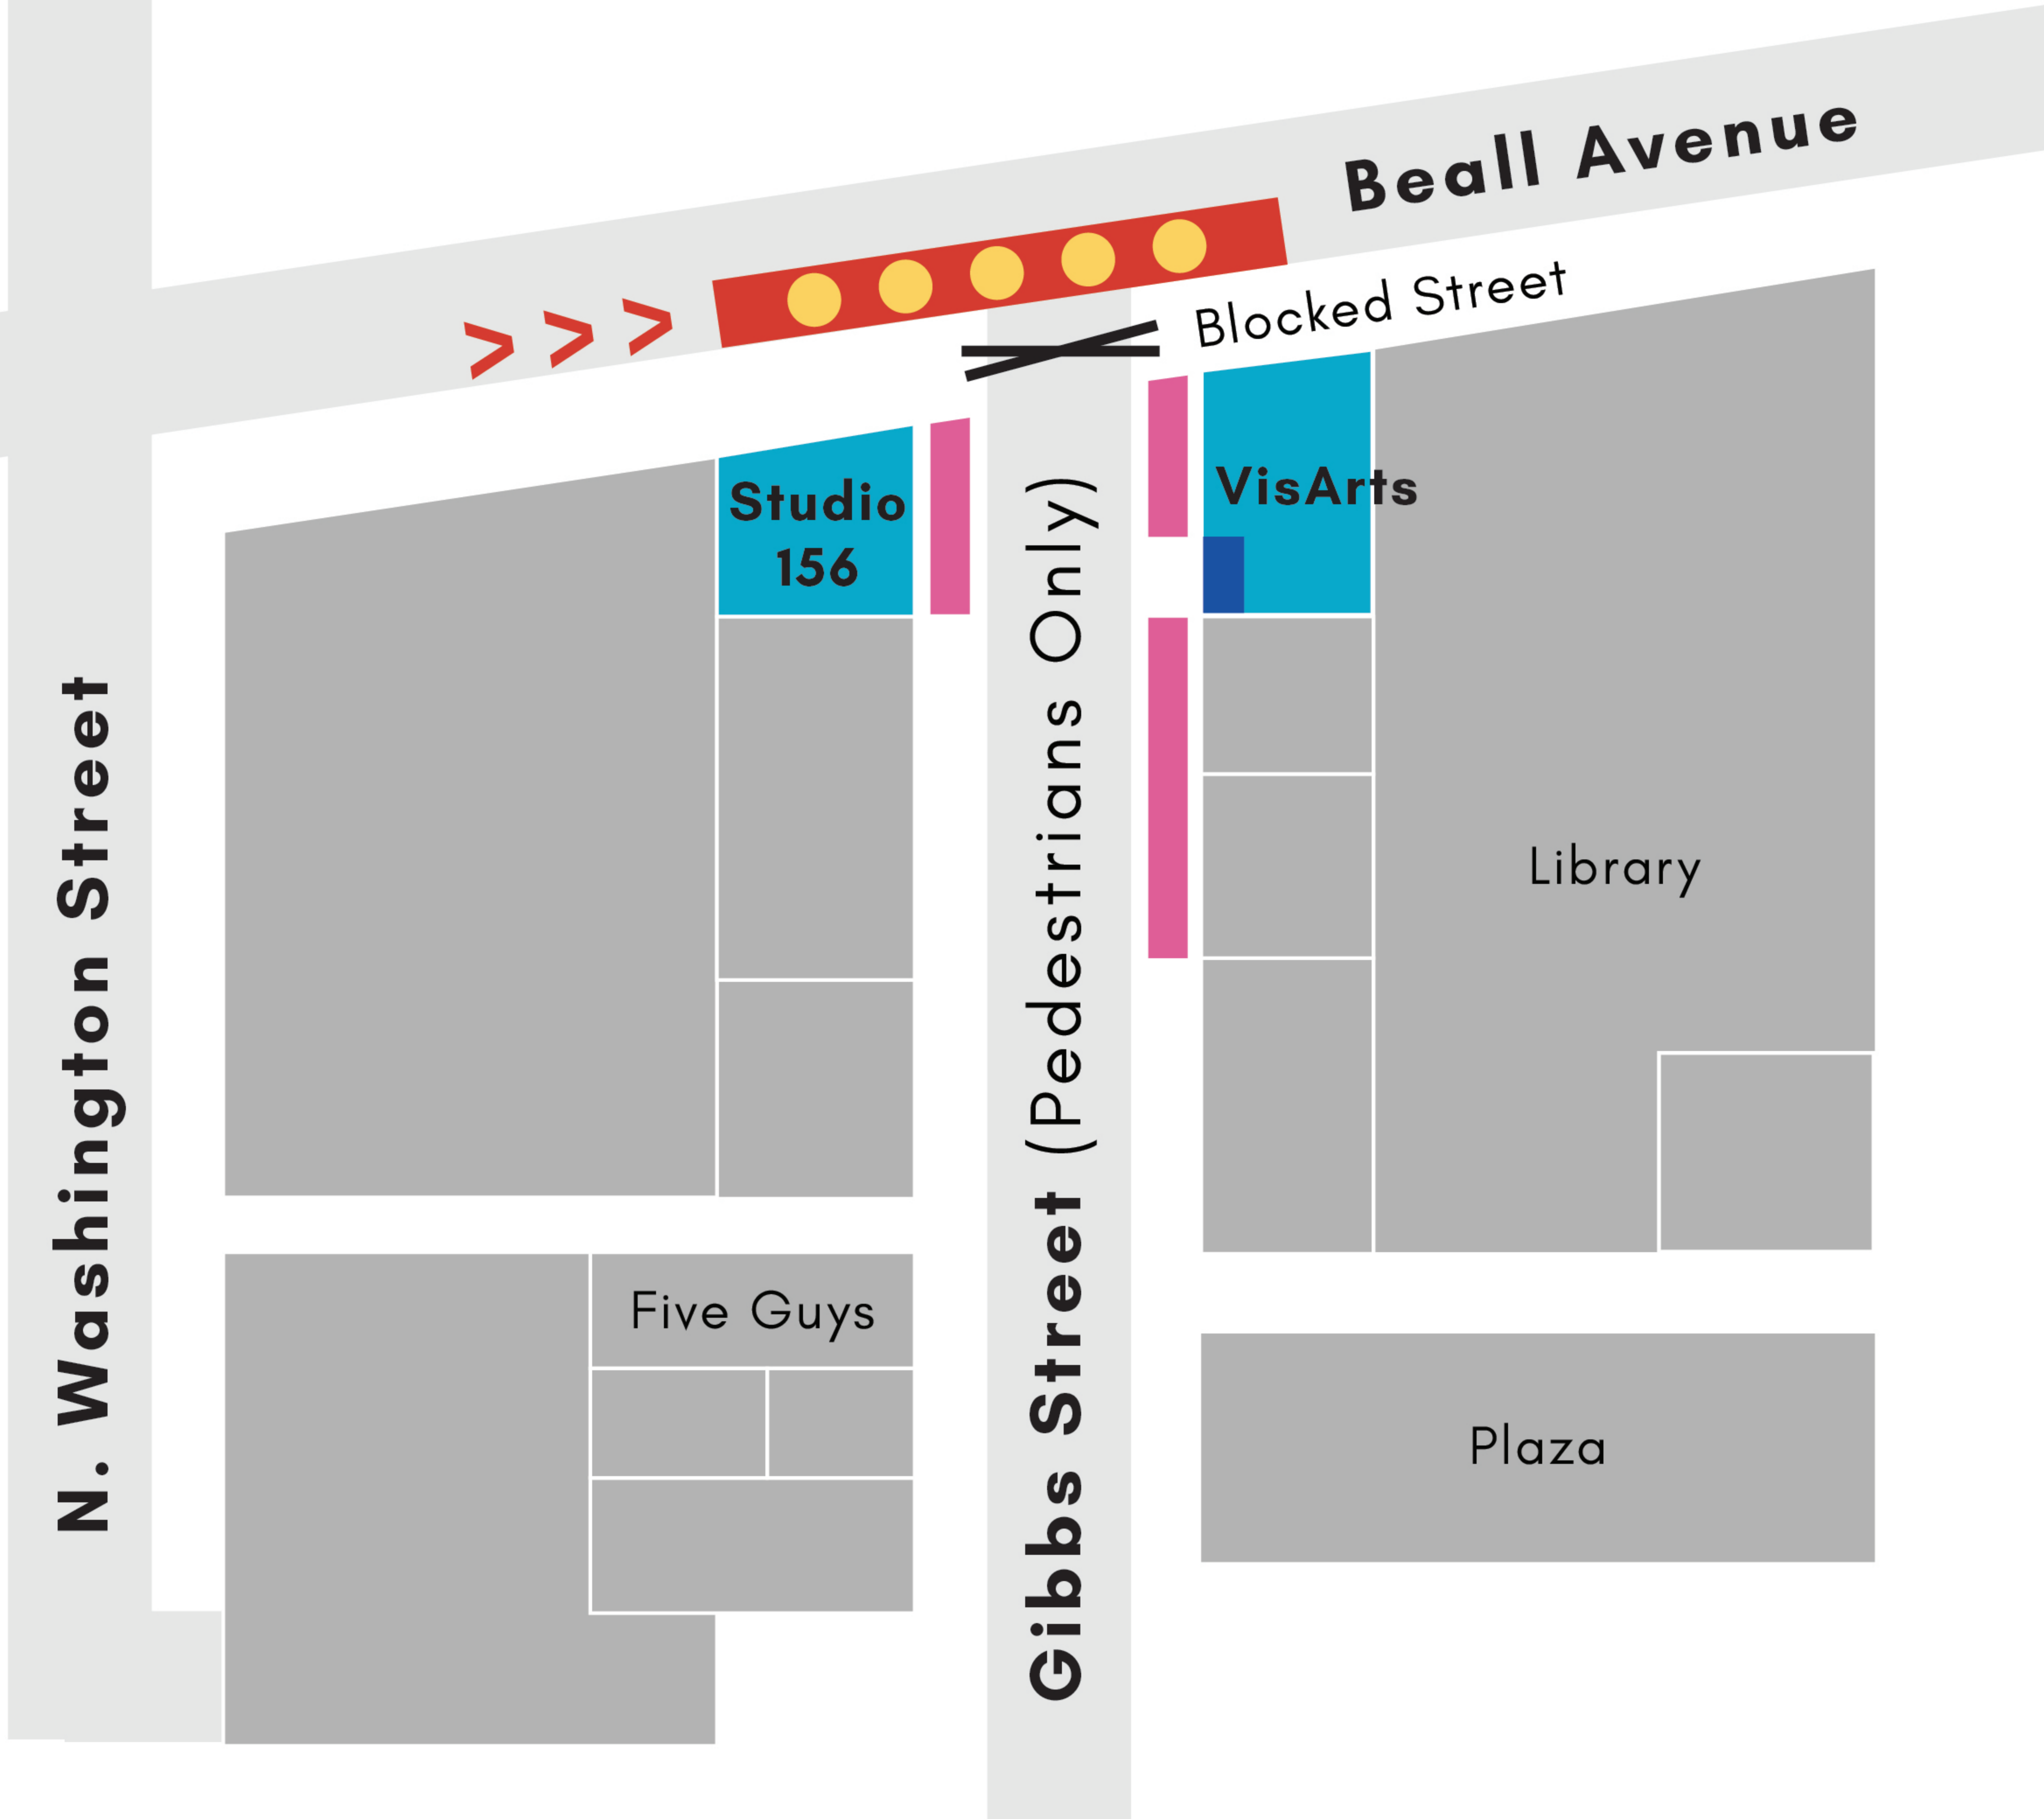 Beall Avenue
Blocked Street
Studio
156
VisArts
N. Washington Street
Gibbs Street (Pedestrians Only)
Library
Five Guys
Plaza